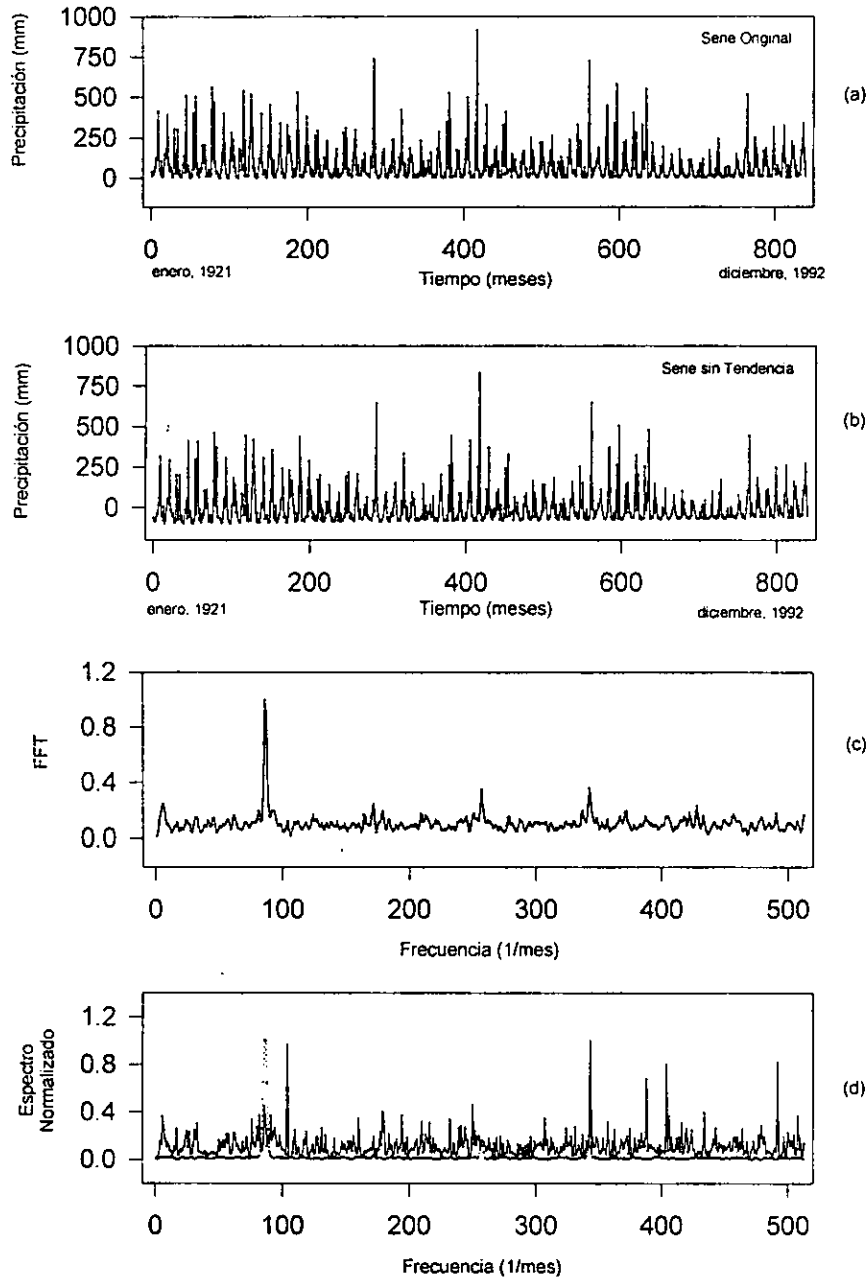 1000
750
500
250
0
Precipitación (mm)
Sene Original
(a)
0
200
400
600
800
enero, 1921
Tiempo (meses)
diciembre, 1992
1000
750
500
250
0
Precipitación (mm)
Sene sin Tendencia
(b)
0
200
400
600
800
enero. 1921
Tiempo (meses)
diciembre, 1992
1.2
0.8
0.4
0.0
FFT
(c)
0
100
200
300
400
500
Frecuencia (1/mes)
1.2
0.8
0.4
0.0
Espectro
Normalizado
(d)
0
100
200
300
400
500
Frecuencia (1/mes)